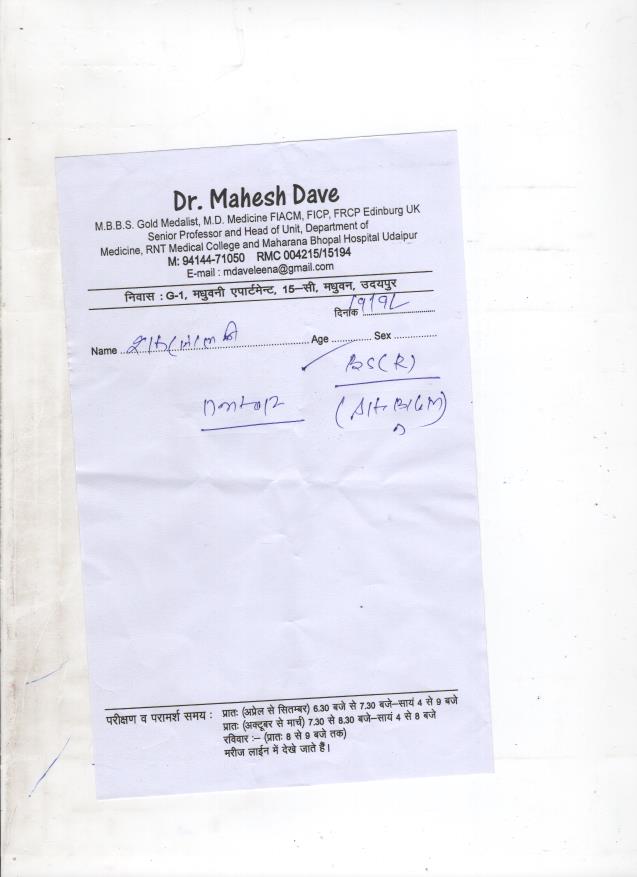 Dr. Mahesh Dave
M.B.B.S. Gold Medalist, M.D. Medicine FIACM, FICP, FRCP Edinburg UK
Senior Professor and Head of Unit, Department of
Medicine, RNT Medical College and Maharana Bhopal Hospital Udaipur
M: 94144-71050 RMC 004215/15194
E-mail : mdaveleena@gmail.com
निवास : G-1, मधुवनी एपार्टमेन्ट, 15–सी, मधुवन, उदयपुर
दिनांक
Name Age Sex
BS(R)
परीक्षण व परामर्श समय : प्रातः (अप्रेल से सितम्बर) 6.30 बजे से 7.30 बजे–सायं 4 से 9 बजे
प्रातः (अक्टूबर से मार्च) 7.30 से 8.30 बजे–सायं 4 से 8 बजे
रविवार :– (प्रातः 8 से 9 बजे तक)
मरीज लाईन में देखे जाते हैं।